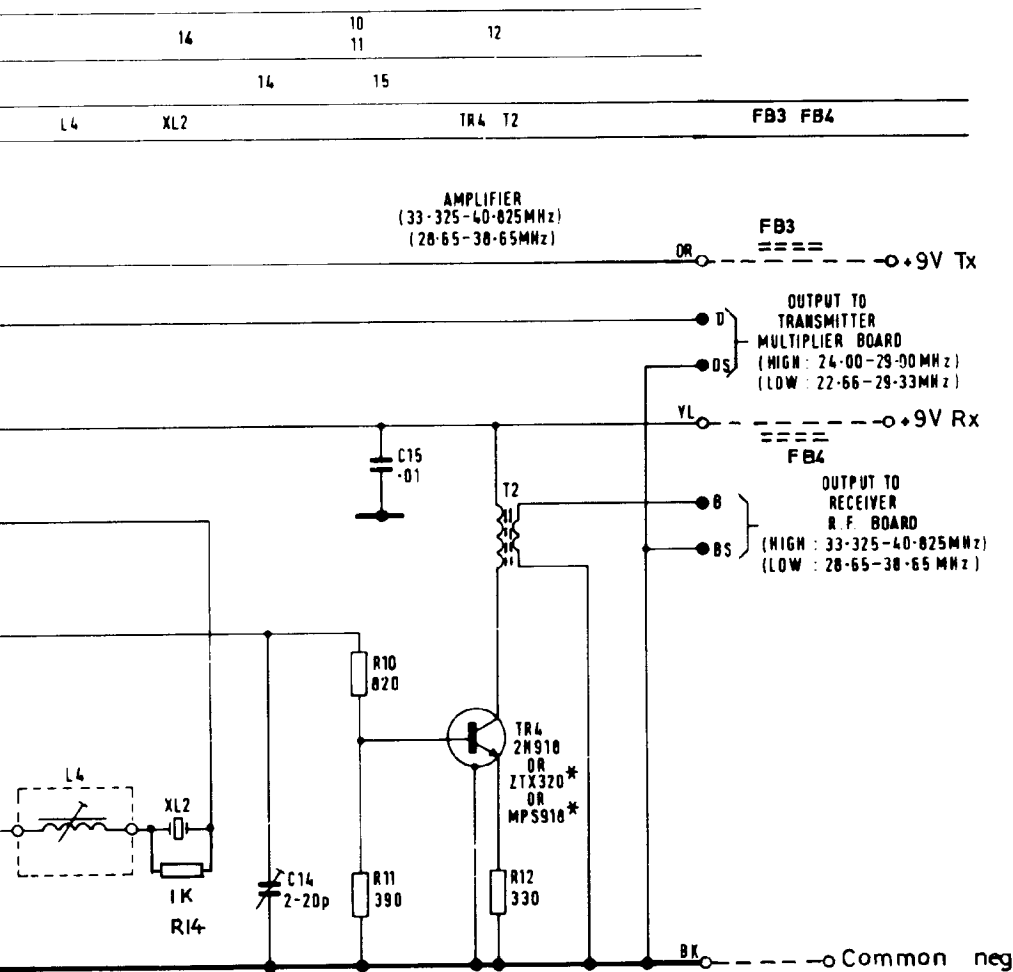 14 10 12
11
14 15
L4 XL2 TR4 T2 FB3 FB4
AMPLIFIER
(33·325-40·825MHz)
(28·65-38·65MHz)
FB3
OR
+9V Tx
OUTPUT TO
TRANSMITTER
MULTIPLIER BOARD
(HIGH : 24·00-29·00MHz)
(LOW : 22·66-29·33MHz)
D
DS
YL
+9V Rx
FB4
C15
·01
T2
OUTPUT TO
RECEIVER
R.F. BOARD
(HIGH : 33·325-40·825MHz)
(LOW : 28·65-38·65MHz)
B
BS
R10
820
TR4
2N918
OR
ZTX320*
OR
MPS918*
L4
XL2
1K
R14
C14
2-20p
R11
390
R12
330
BK
Common neg